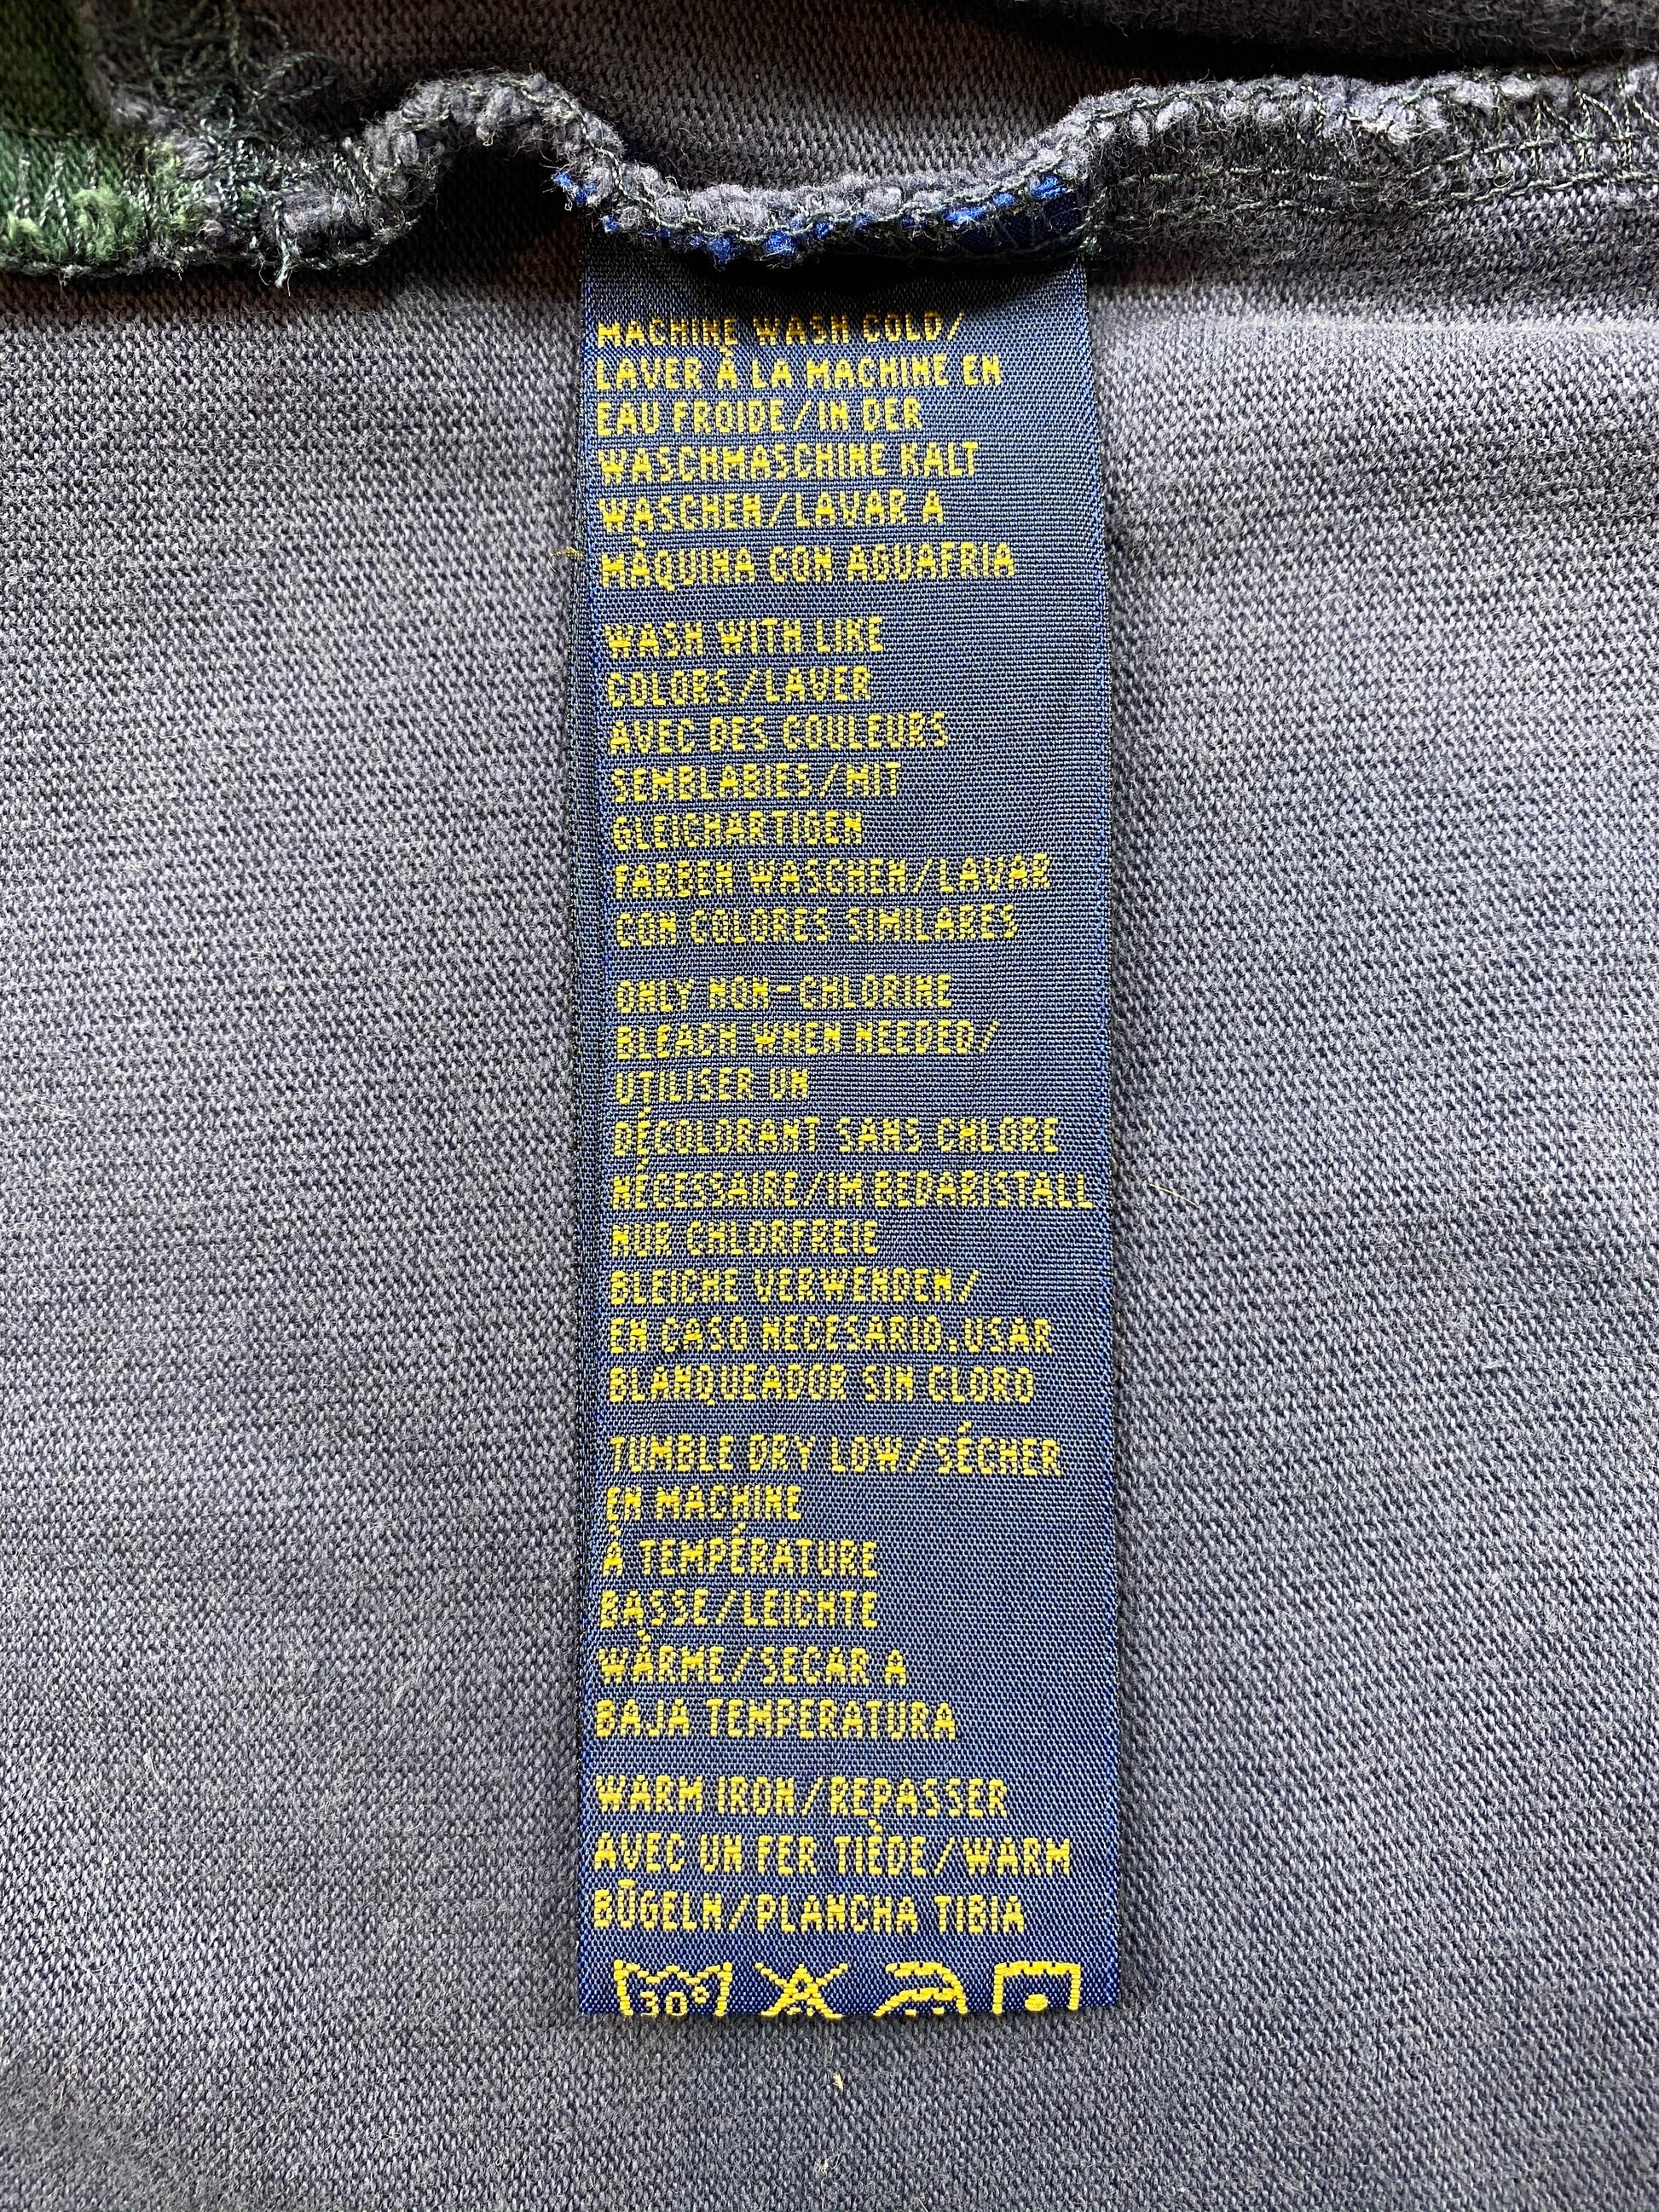 MACHINE WASH COLD/
LAVER À LA MACHINE EN
EAU FROIDE/IN DER
WASCHMASCHINE KALT
WASCHEN/LAVAR A
MÀQUINA CON AGUAFRIA
WASH WITH LIKE
COLORS/LAVER
AVEC DES COULEURS
SEMBLABIES/MIT
GLEICHARTIGEN
FARBEN WASCHEN/LAVAR
CON COLORES SIMILARES
ONLY NON-CHLORINE
BLEACH WHEN NEEDED/
UTILISER UN
DÉCOLORANT SANS CHLORE
NÉCESSAIRE/IM BEDARISTALL
NUR CHLORFREIE
BLEICHE VERWENDEN/
EN CASO NECESARIO,USAR
BLANQUEADOR SIN CLORO
TUMBLE DRY LOW/SÉCHER
EN MACHINE
À TEMPÉRATURE
BASSE/LEICHTE
WÀRME/SECAR A
BAJA TEMPERATURA
WARM IRON/REPASSER
AVEC UN FER TIÈDE/WARM
BÜGELN/PLANCHA TIBIA
30°